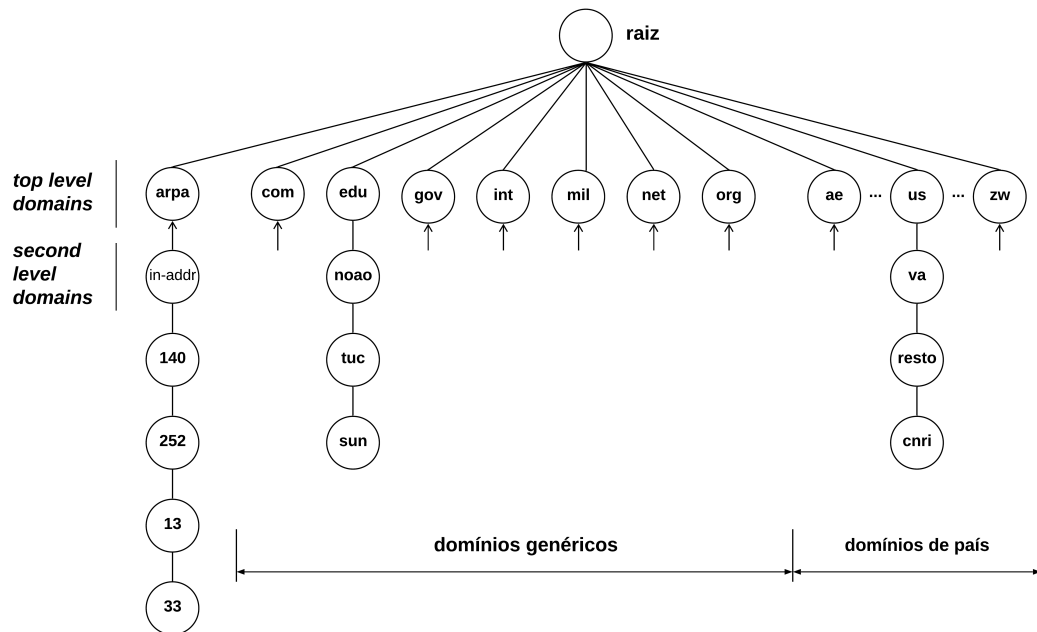 raiz
top level
domains
arpa
com
edu
gov
int
mil
net
org
ae
...
us
...
zw
second
level
domains
in-addr
noao
va
140
tuc
resto
252
sun
cnri
13
domínios genéricos
domínios de país
33